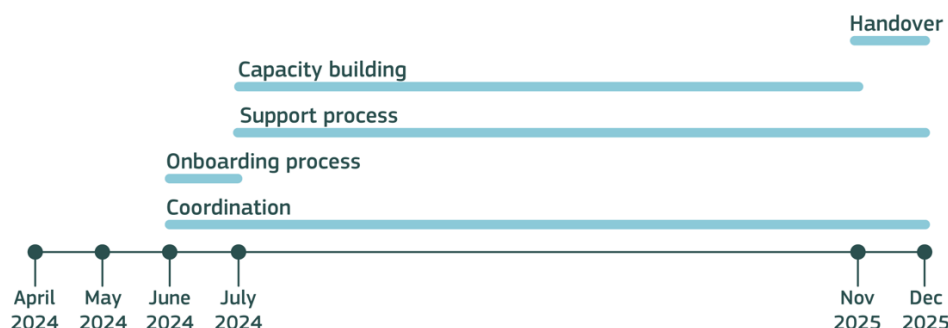 Handover
Capacity building
Support process
Onboarding process
Coordination
April May June July Nov Dec
2024 2024 2024 2024 2025 2025